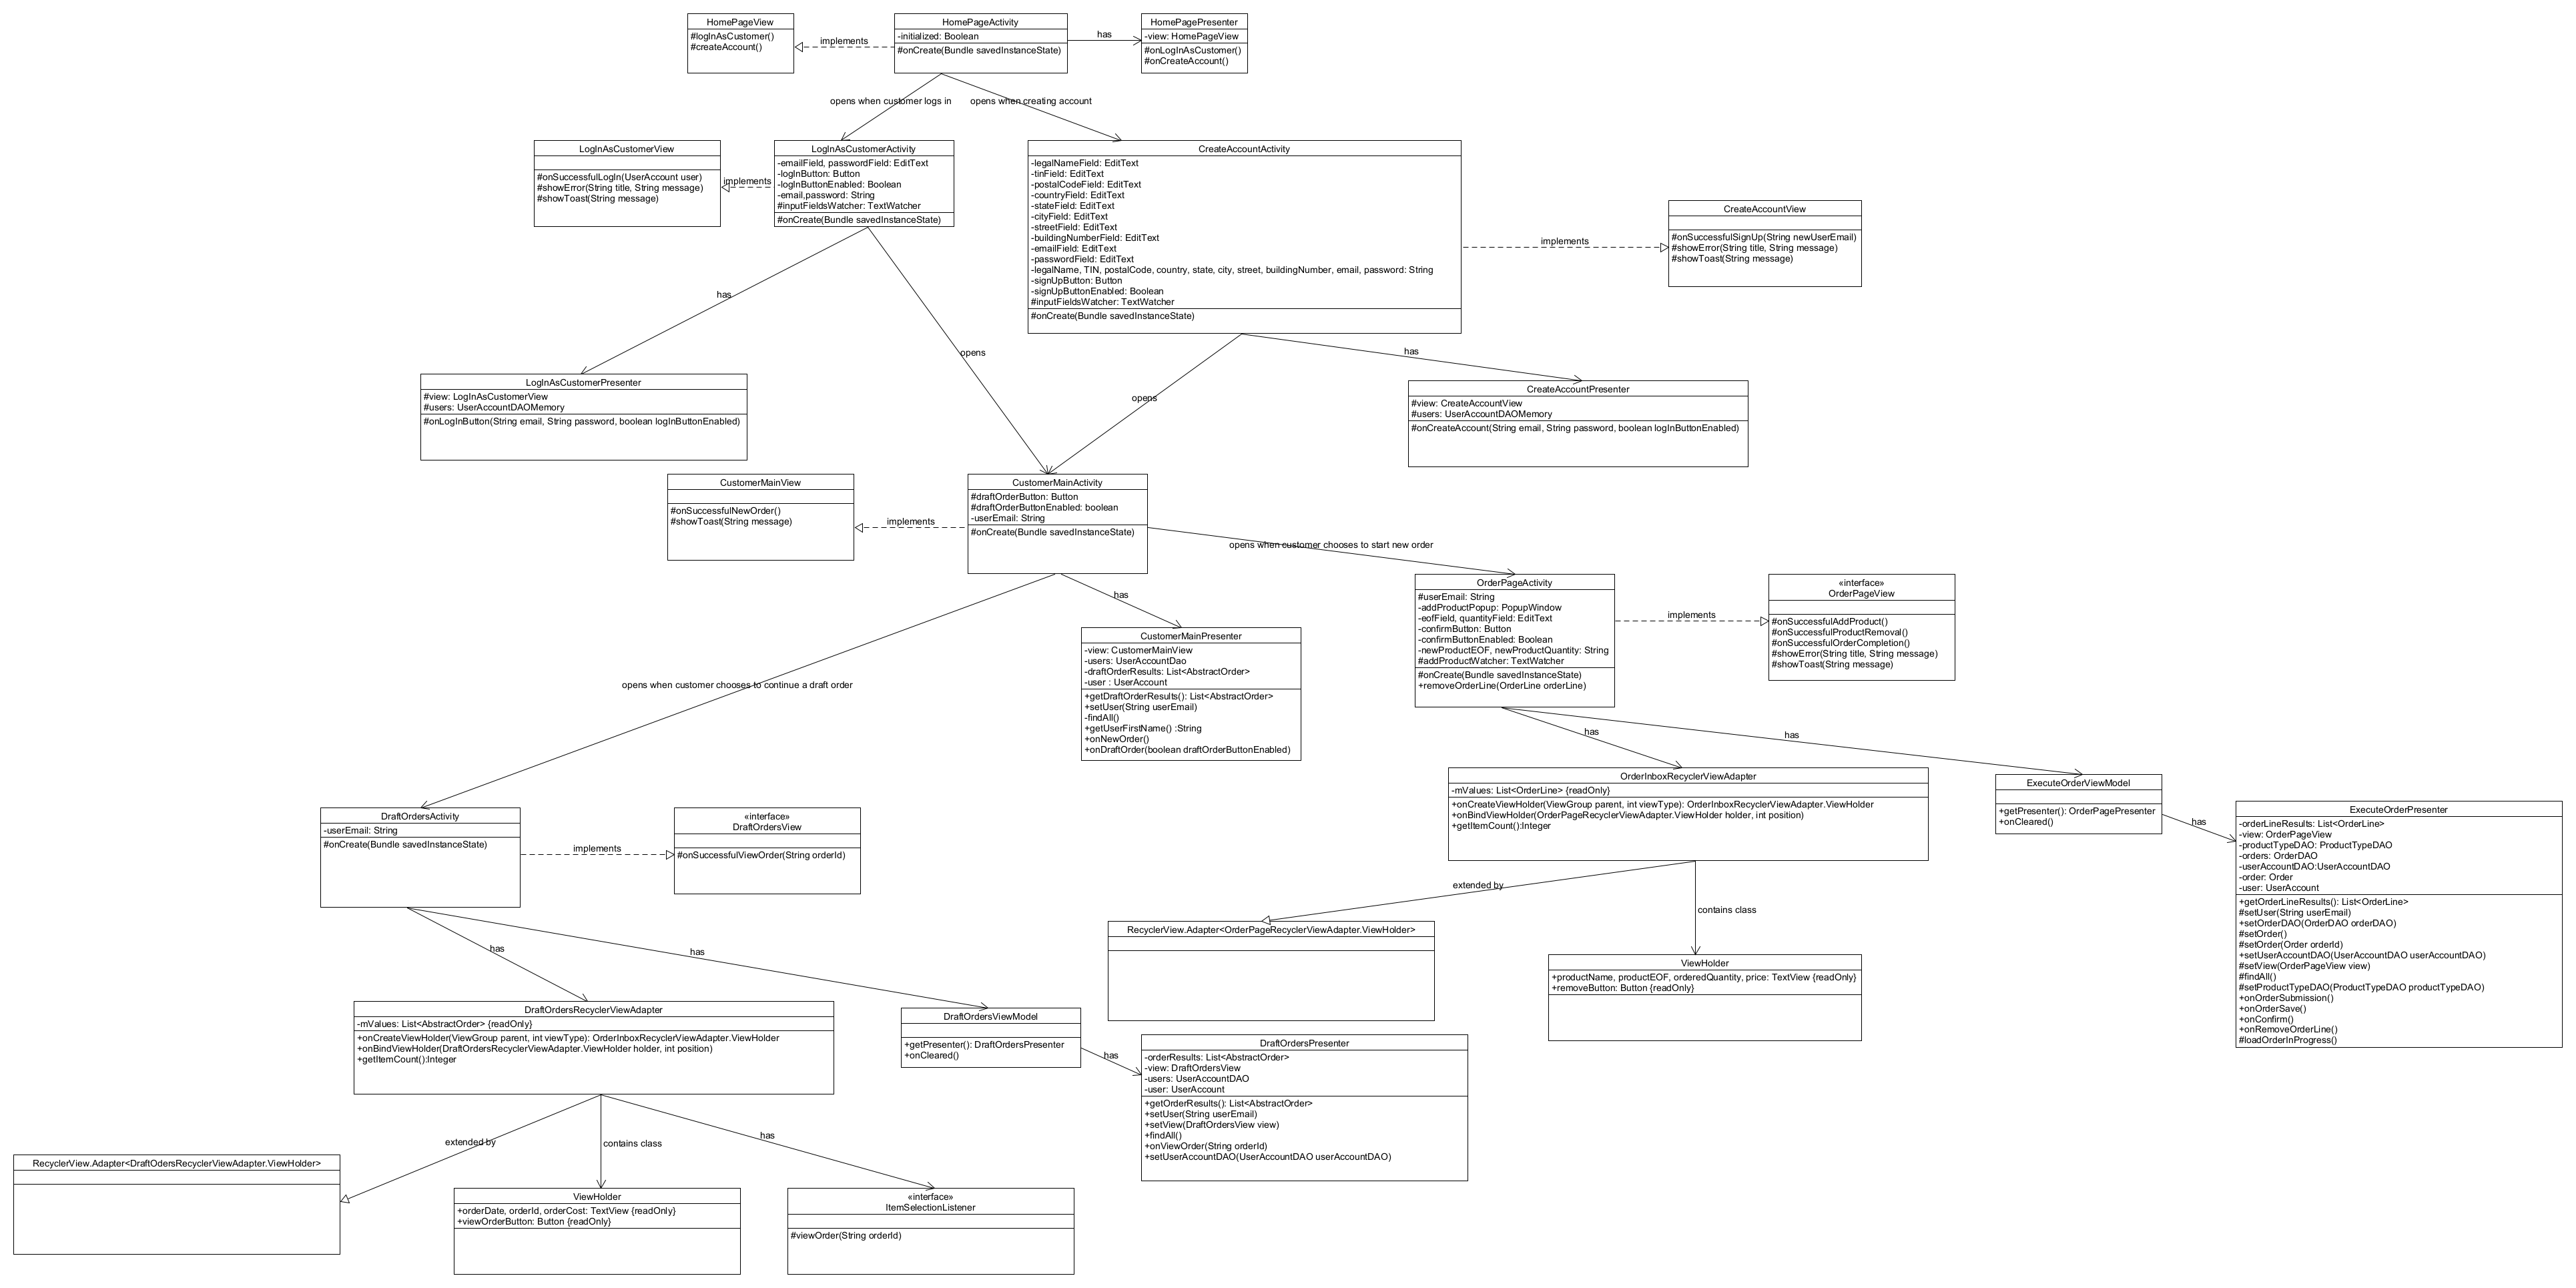 HomePageView
#logInAsCustomer()
#createAccount()
implements
HomePageActivity
-initialized: Boolean
#onCreate(Bundle savedInstanceState)
has
HomePagePresenter
-view: HomePageView
#onLogInAsCustomer()
#onCreateAccount()
opens when customer logs in
opens when creating account
LogInAsCustomerView
#onSuccessfulLogIn(UserAccount user)
#showError(String title, String message)
#showToast(String message)
implements
LogInAsCustomerActivity
-emailField, passwordField: EditText
-logInButton: Button
-logInButtonEnabled: Boolean
-email,password: String
#inputFieldsWatcher: TextWatcher
#onCreate(Bundle savedInstanceState)
CreateAccountActivity
-legalNameField: EditText
-tinField: EditText
-postalCodeField: EditText
-countryField: EditText
-stateField: EditText
-cityField: EditText
-streetField: EditText
-buildingNumberField: EditText
-emailField: EditText
-passwordField: EditText
-legalName, TIN, postalCode, country, state, city, street, buildingNumber, email, password: String
-signUpButton: Button
-signUpButtonEnabled: Boolean
#inputFieldsWatcher: TextWatcher
#onCreate(Bundle savedInstanceState)
implements
CreateAccountView
#onSuccessfulSignUp(String newUserEmail)
#showError(String title, String message)
#showToast(String message)
has
opens
opens
has
LogInAsCustomerPresenter
#view: LogInAsCustomerView
#users: UserAccountDAOMemory
#onLogInButton(String email, String password, boolean logInButtonEnabled)
CreateAccountPresenter
#view: CreateAccountView
#users: UserAccountDAOMemory
#onCreateAccount(String email, String password, boolean logInButtonEnabled)
CustomerMainView
#onSuccessfulNewOrder()
#showToast(String message)
implements
CustomerMainActivity
#draftOrderButton: Button
#draftOrderButtonEnabled: boolean
-userEmail: String
#onCreate(Bundle savedInstanceState)
opens when customer chooses to start new order
has
opens when customer chooses to continue a draft order
CustomerMainPresenter
-view: CustomerMainView
-users: UserAccountDao
-draftOrderResults: List<AbstractOrder>
-user : UserAccount
+getDraftOrderResults(): List<AbstractOrder>
+setUser(String userEmail)
-findAll()
+getUserFirstName() :String
+onNewOrder()
+onDraftOrder(boolean draftOrderButtonEnabled)
OrderPageActivity
#userEmail: String
-addProductPopup: PopupWindow
-eofField, quantityField: EditText
-confirmButton: Button
-confirmButtonEnabled: Boolean
-newProductEOF, newProductQuantity: String
#addProductWatcher: TextWatcher
#onCreate(Bundle savedInstanceState)
+removeOrderLine(OrderLine orderLine)
implements
«interface»
OrderPageView
#onSuccessfulAddProduct()
#onSuccessfulProductRemoval()
#onSuccessfulOrderCompletion()
#showError(String title, String message)
#showToast(String message)
has
has
OrderInboxRecyclerViewAdapter
-mValues: List<OrderLine> {readOnly}
+onCreateViewHolder(ViewGroup parent, int viewType): OrderInboxRecyclerViewAdapter.ViewHolder
+onBindViewHolder(OrderPageRecyclerViewAdapter.ViewHolder holder, int position)
+getItemCount():Integer
ExecuteOrderViewModel
+getPresenter(): OrderPagePresenter
+onCleared()
has
ExecuteOrderPresenter
-orderLineResults: List<OrderLine>
-view: OrderPageView
-productTypeDAO: ProductTypeDAO
-orders: OrderDAO
-userAccountDAO:UserAccountDAO
-order: Order
-user: UserAccount
+getOrderLineResults(): List<OrderLine>
#setUser(String userEmail)
+setOrderDAO(OrderDAO orderDAO)
#setOrder()
#setOrder(Order orderId)
+setUserAccountDAO(UserAccountDAO userAccountDAO)
#setView(OrderPageView view)
#findAll()
#setProductTypeDAO(ProductTypeDAO productTypeDAO)
+onOrderSubmission()
+onOrderSave()
+onConfirm()
+onRemoveOrderLine()
#loadOrderInProgress()
DraftOrdersActivity
-userEmail: String
#onCreate(Bundle savedInstanceState)
implements
«interface»
DraftOrdersView
#onSuccessfulViewOrder(String orderId)
extended by
contains class
RecyclerView.Adapter<OrderPageRecyclerViewAdapter.ViewHolder>
ViewHolder
+productName, productEOF, orderedQuantity, price: TextView {readOnly}
+removeButton: Button {readOnly}
has
has
DraftOrdersRecyclerViewAdapter
-mValues: List<AbstractOrder> {readOnly}
+onCreateViewHolder(ViewGroup parent, int viewType): OrderInboxRecyclerViewAdapter.ViewHolder
+onBindViewHolder(DraftOrdersRecyclerViewAdapter.ViewHolder holder, int position)
+getItemCount():Integer
DraftOrdersViewModel
+getPresenter(): DraftOrdersPresenter
+onCleared()
has
DraftOrdersPresenter
-orderResults: List<AbstractOrder>
-view: DraftOrdersView
-users: UserAccountDAO
-user: UserAccount
+getOrderResults(): List<AbstractOrder>
+setUser(String userEmail)
+setView(DraftOrdersView view)
+findAll()
+onViewOrder(String orderId)
+setUserAccountDAO(UserAccountDAO userAccountDAO)
extended by
contains class
has
RecyclerView.Adapter<DraftOdersRecyclerViewAdapter.ViewHolder>
ViewHolder
+orderDate, orderId, orderCost: TextView {readOnly}
+viewOrderButton: Button {readOnly}
«interface»
ItemSelectionListener
#viewOrder(String orderId)